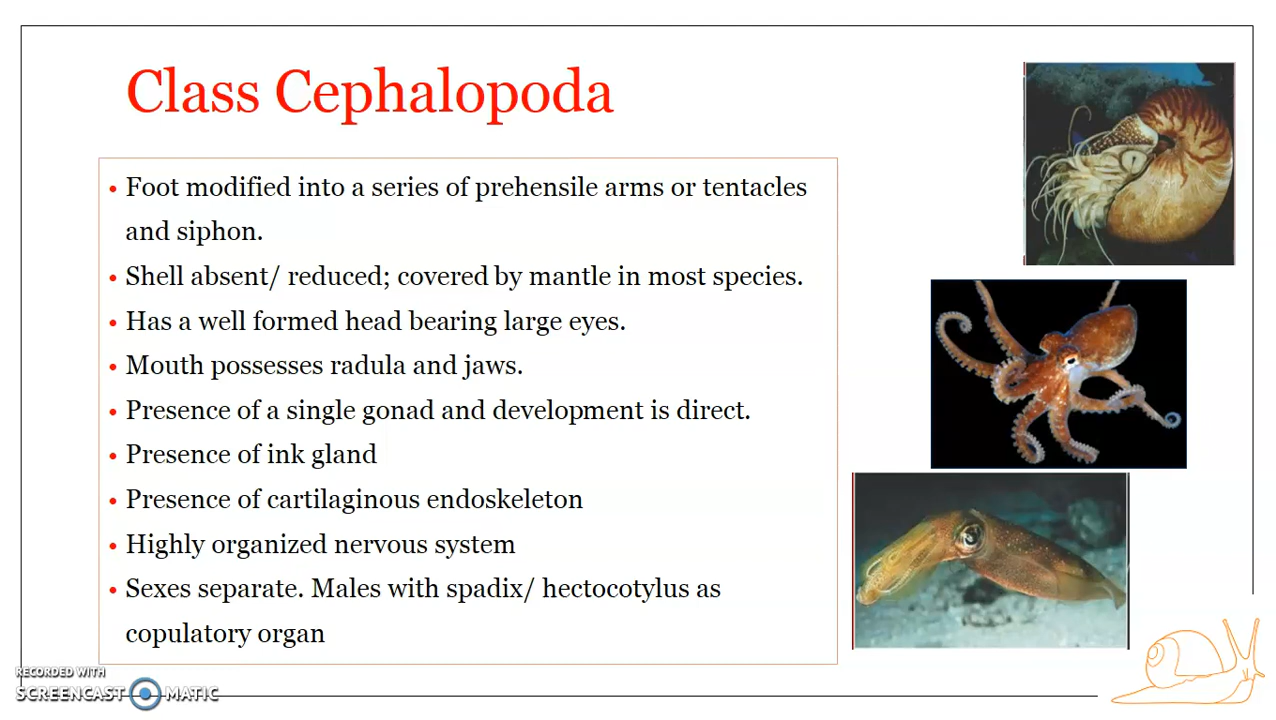 Class Cephalopoda
• Foot modified into a series of prehensile arms or tentacles
and siphon.
• Shell absent/ reduced; covered by mantle in most species.
• Has a well formed head bearing large eyes.
• Mouth possesses radula and jaws.
• Presence of a single gonad and development is direct.
• Presence of ink gland
• Presence of cartilaginous endoskeleton
• Highly organized nervous system
• Sexes separate. Males with spadix/ hectocotylus as
copulatory organ
RECORDED WITH
SCREENCAST MATIC